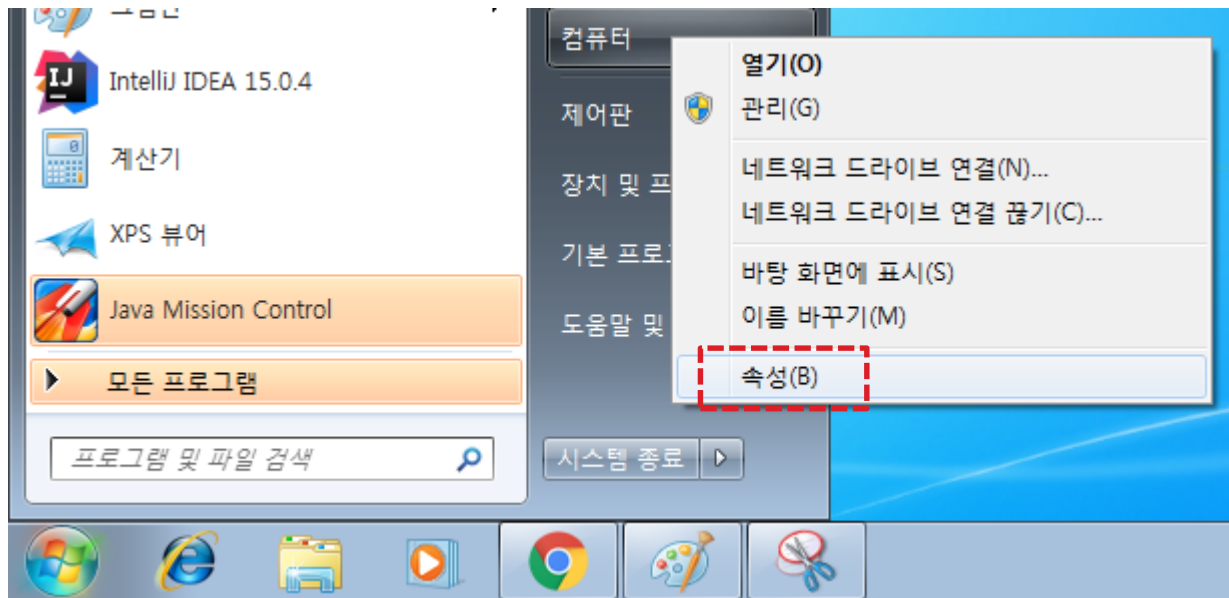 IntelliJ IDEA 15.0.4
계산기
XPS 뷰어
Java Mission Control
모든 프로그램
프로그램 및 파일 검색
컴퓨터
제어판
장치 및 프
기본 프로그
도움말 및
시스템 종료
열기(O)
관리(G)
네트워크 드라이브 연결(N)...
네트워크 드라이브 연결 끊기(C)...
바탕 화면에 표시(S)
이름 바꾸기(M)
속성(B)